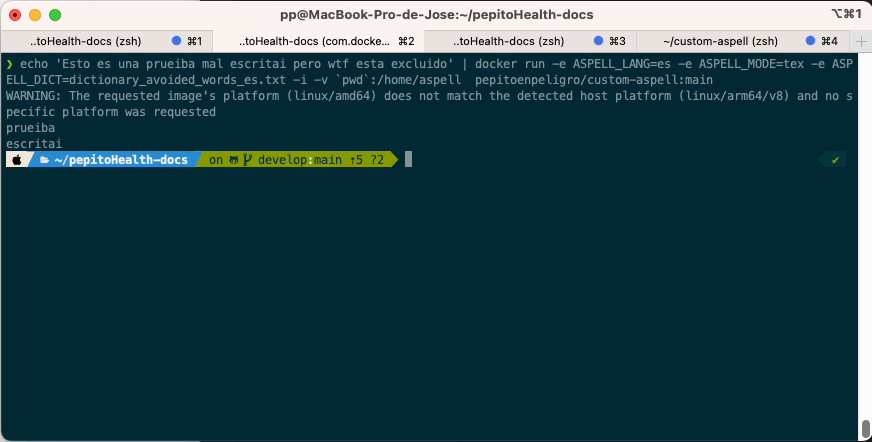 pp@MacBook-Pro-de-Jose:~/pepitoHealth-docs
⌥⌘1
..toHealth-docs (zsh) ⌘1
..toHealth-docs (com.docke... ⌘2
..toHealth-docs (zsh) ⌘3
~/custom-aspell (zsh) ⌘4
❯ echo 'Esto es una prueiba mal escritai pero wtf esta excluido' | docker run -e ASPELL_LANG=es -e ASPELL_MODE=tex -e ASP
ELL_DICT=dictionary_avoided_words_es.txt -i -v `pwd`:/home/aspell  pepitoenpeligro/custom-aspell:main
WARNING: The requested image's platform (linux/amd64) does not match the detected host platform (linux/arm64/v8) and no s
pecific platform was requested
prueiba
escritai
~/pepitoHealth-docs on develop:main ↑5 ?2 ✔